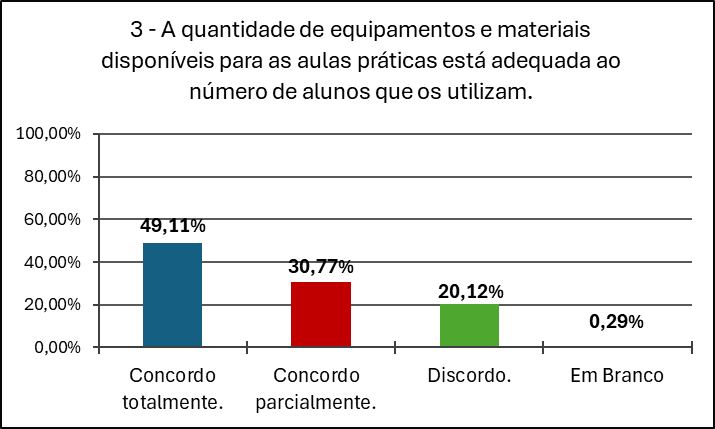 3 - A quantidade de equipamentos e materiais
disponíveis para as aulas práticas está adequada ao
número de alunos que os utilizam.
100,00%
80,00%
60,00%
40,00%
20,00%
0,00%
49,11%
30,77%
20,12%
0,29%
Concordo
totalmente.
Concordo
parcialmente.
Discordo.
Em Branco